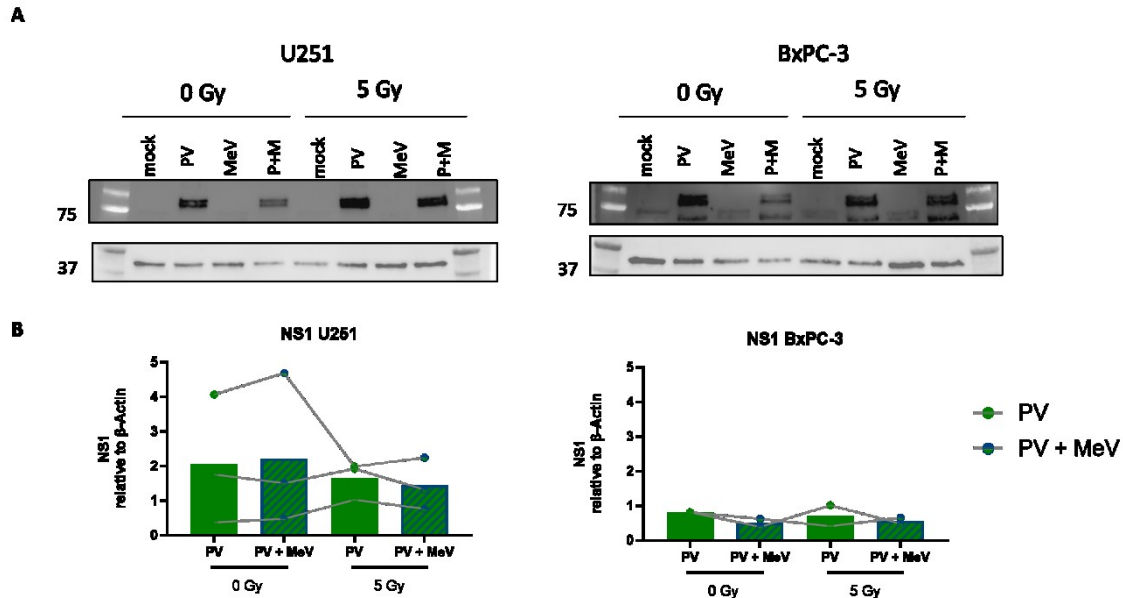 A
U251
BxPC-3
0 Gy
5 Gy
0 Gy
5 Gy
mock
PV
MeV
P+M
mock
PV
MeV
P+M
mock
PV
MeV
P+M
mock
PV
MeV
P+M
75
75
37
37
B
NS1 U251
NS1 BxPC-3
NS1
relative to β-Actin
5
4
3
2
1
0
PV
PV + MeV
PV
PV + MeV
0 Gy
5 Gy
NS1
relative to β-Actin
5
4
3
2
1
0
PV
PV + MeV
PV
PV + MeV
0 Gy
5 Gy
PV
PV + MeV